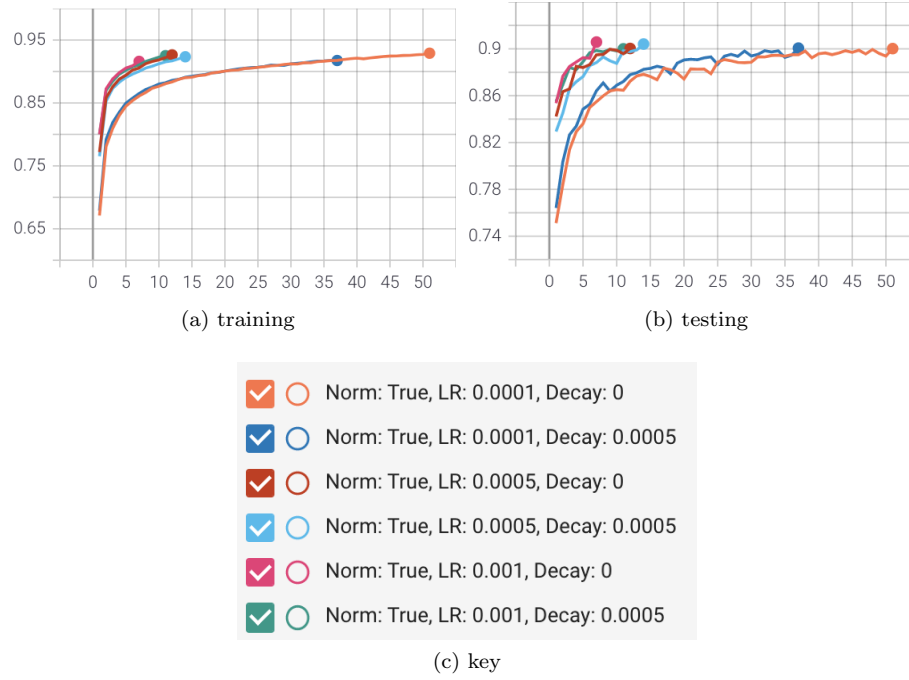 0.95
0.85
0.75
0.65
0 5 10 15 20 25 30 35 40 45 50
(a) training
0.9
0.86
0.82
0.78
0.74
0 5 10 15 20 25 30 35 40 45 50
(b) testing
Norm: True, LR: 0.0001, Decay: 0
Norm: True, LR: 0.0001, Decay: 0.0005
Norm: True, LR: 0.0005, Decay: 0
Norm: True, LR: 0.0005, Decay: 0.0005
Norm: True, LR: 0.001, Decay: 0
Norm: True, LR: 0.001, Decay: 0.0005
(c) key